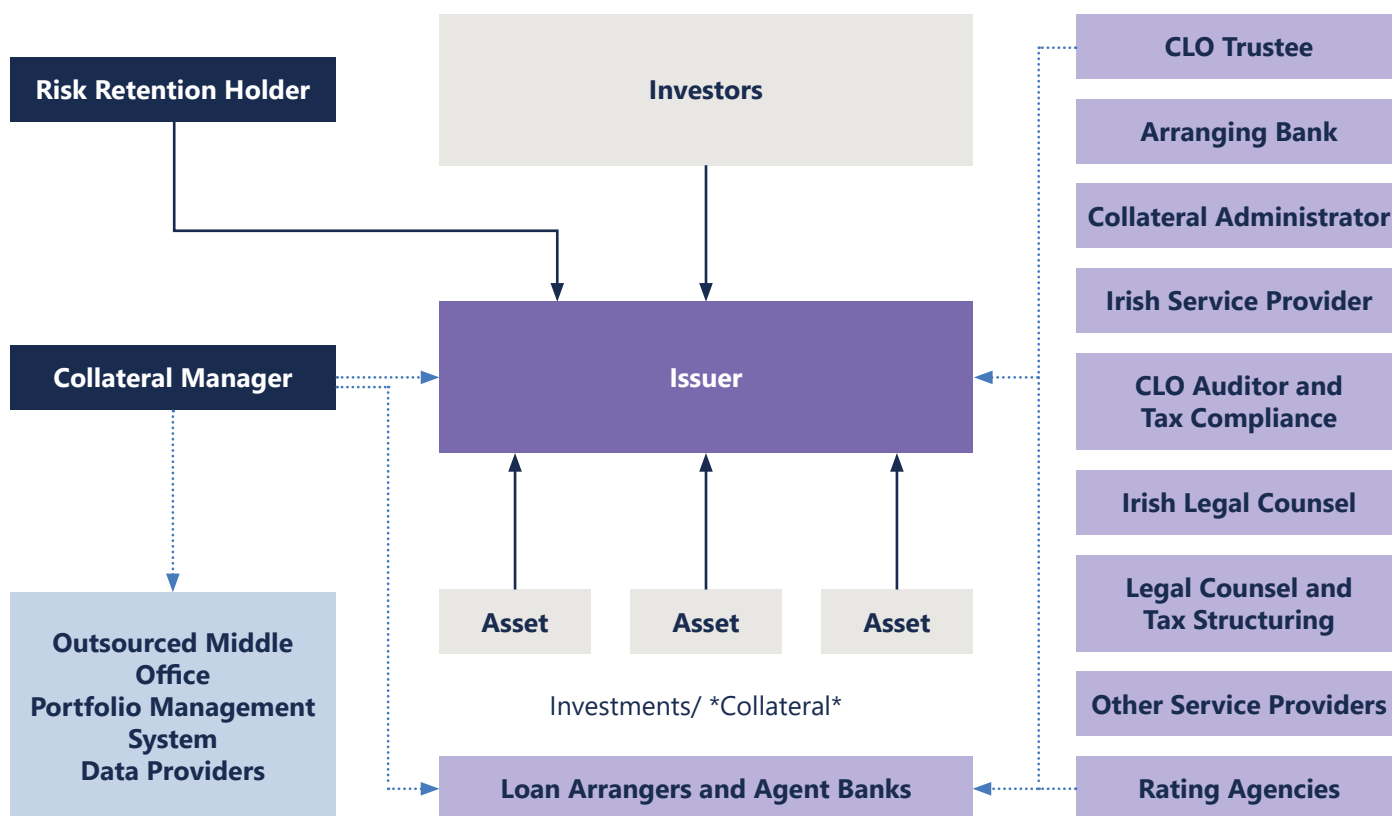 Risk Retention Holder
Investors
CLO Trustee
Arranging Bank
Collateral Administrator
Irish Service Provider
Collateral Manager
Issuer
CLO Auditor and
Tax Compliance
Irish Legal Counsel
Legal Counsel and
Tax Structuring
Asset
Asset
Asset
Outsourced Middle
Office
Portfolio Management
System
Data Providers
Investments/ *Collateral*
Other Service Providers
Loan Arrangers and Agent Banks
Rating Agencies